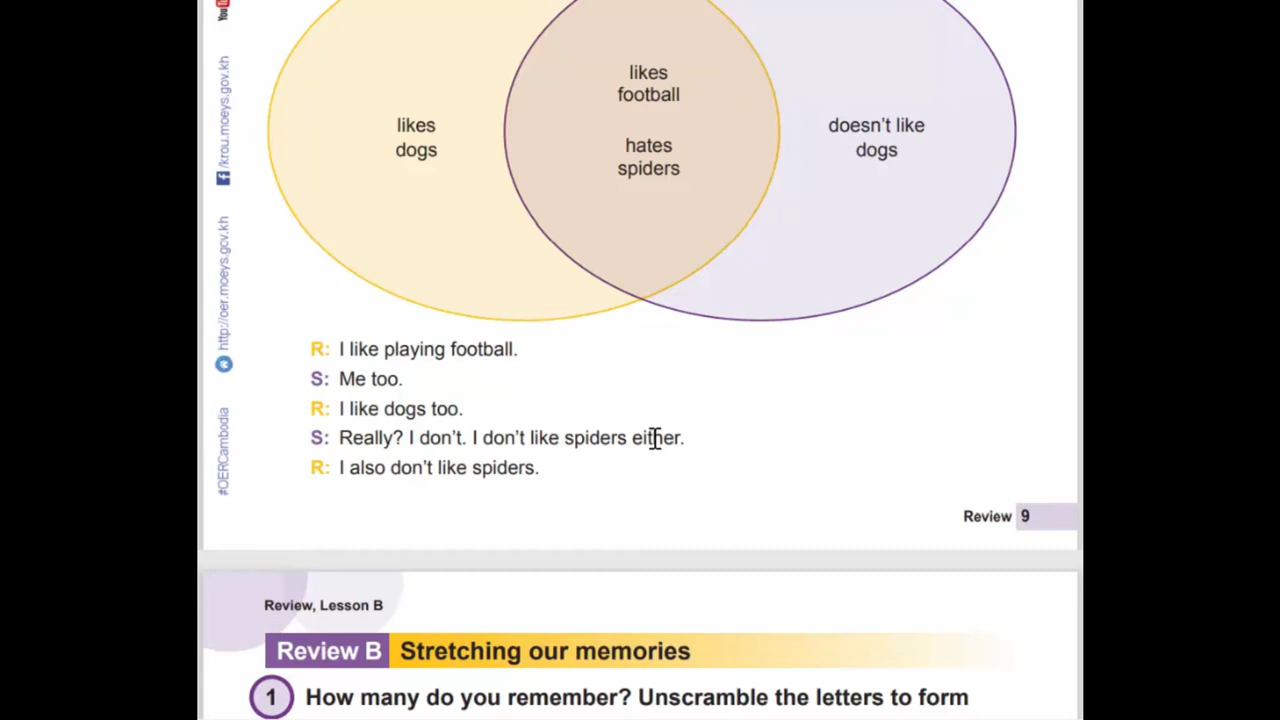 likes
football
hates
spiders
likes
dogs
doesn't like
dogs
R: I like playing football.
S: Me too.
R: I like dogs too.
S: Really? I don't. I don't like spiders either.
R: I also don't like spiders.
Review 9
/krou.moeys.gov.kh
http://oer.moeys.gov.kh
#OERCambodia
Review, Lesson B
Review B Stretching our memories
1 How many do you remember? Unscramble the letters to form